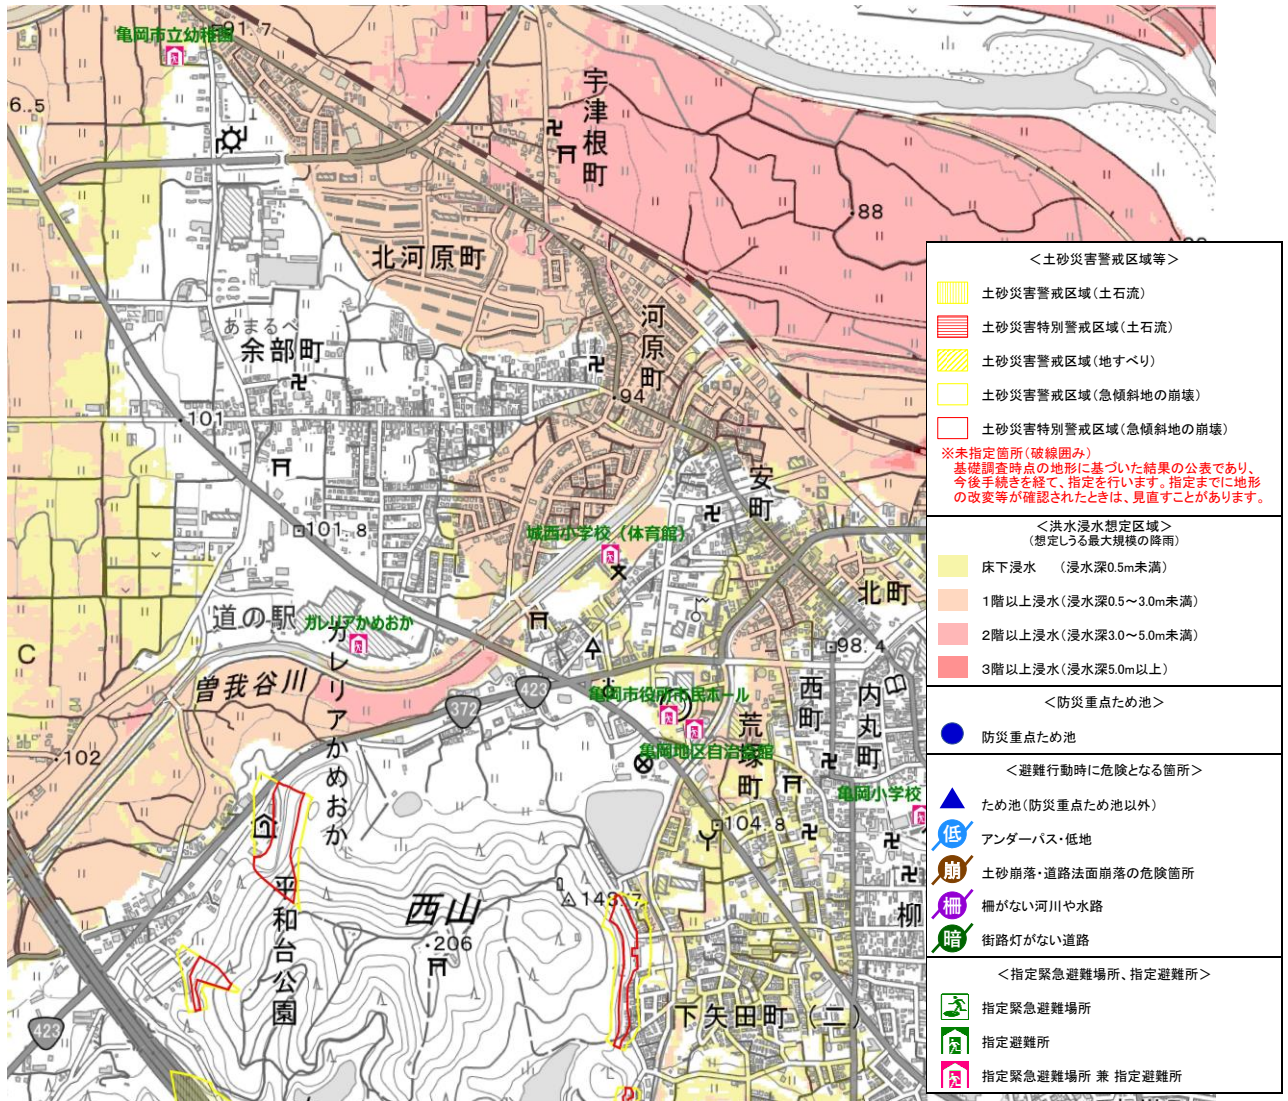 亀岡市立幼稚園
91.7
6.5
宇津根町
88
北河原町
河原町
あまるべ
余部町
94
101
安町
101.8
城西小学校（体育館）
北町
道の駅
ガレリアかめおか
ガレリアかめおか
98.4
C
曽我谷川
423
372
亀岡市役所市民ホール
西町
内丸町
荒塚町
亀岡地区自治会館
102
亀岡小学校
104.8
平和台公園
西山
143.7
206
柳
下矢田町（二）
423
＜土砂災害警戒区域等＞
土砂災害警戒区域（土石流）
土砂災害特別警戒区域（土石流）
土砂災害警戒区域（地すべり）
土砂災害警戒区域（急傾斜地の崩壊）
土砂災害特別警戒区域（急傾斜地の崩壊）
※未指定箇所（破線囲み）
基礎調査時点の地形に基づいた結果の公表であり、
今後手続きを経て、指定を行います。指定までに地形
の改変等が確認されたときは、見直すことがあります。
＜洪水浸水想定区域＞
（想定しうる最大規模の降雨）
床下浸水　（浸水深0.5m未満）
1階以上浸水（浸水深0.5～3.0m未満）
2階以上浸水（浸水深3.0～5.0m未満）
3階以上浸水（浸水深5.0m以上）
＜防災重点ため池＞
防災重点ため池
＜避難行動時に危険となる箇所＞
ため池（防災重点ため池以外）
低 アンダーパス・低地
崩 土砂崩落・道路法面崩落の危険箇所
柵 柵がない河川や水路
暗 街路灯がない道路
＜指定緊急避難場所、指定避難所＞
指定緊急避難場所
指定避難所
指定緊急避難場所 兼 指定避難所